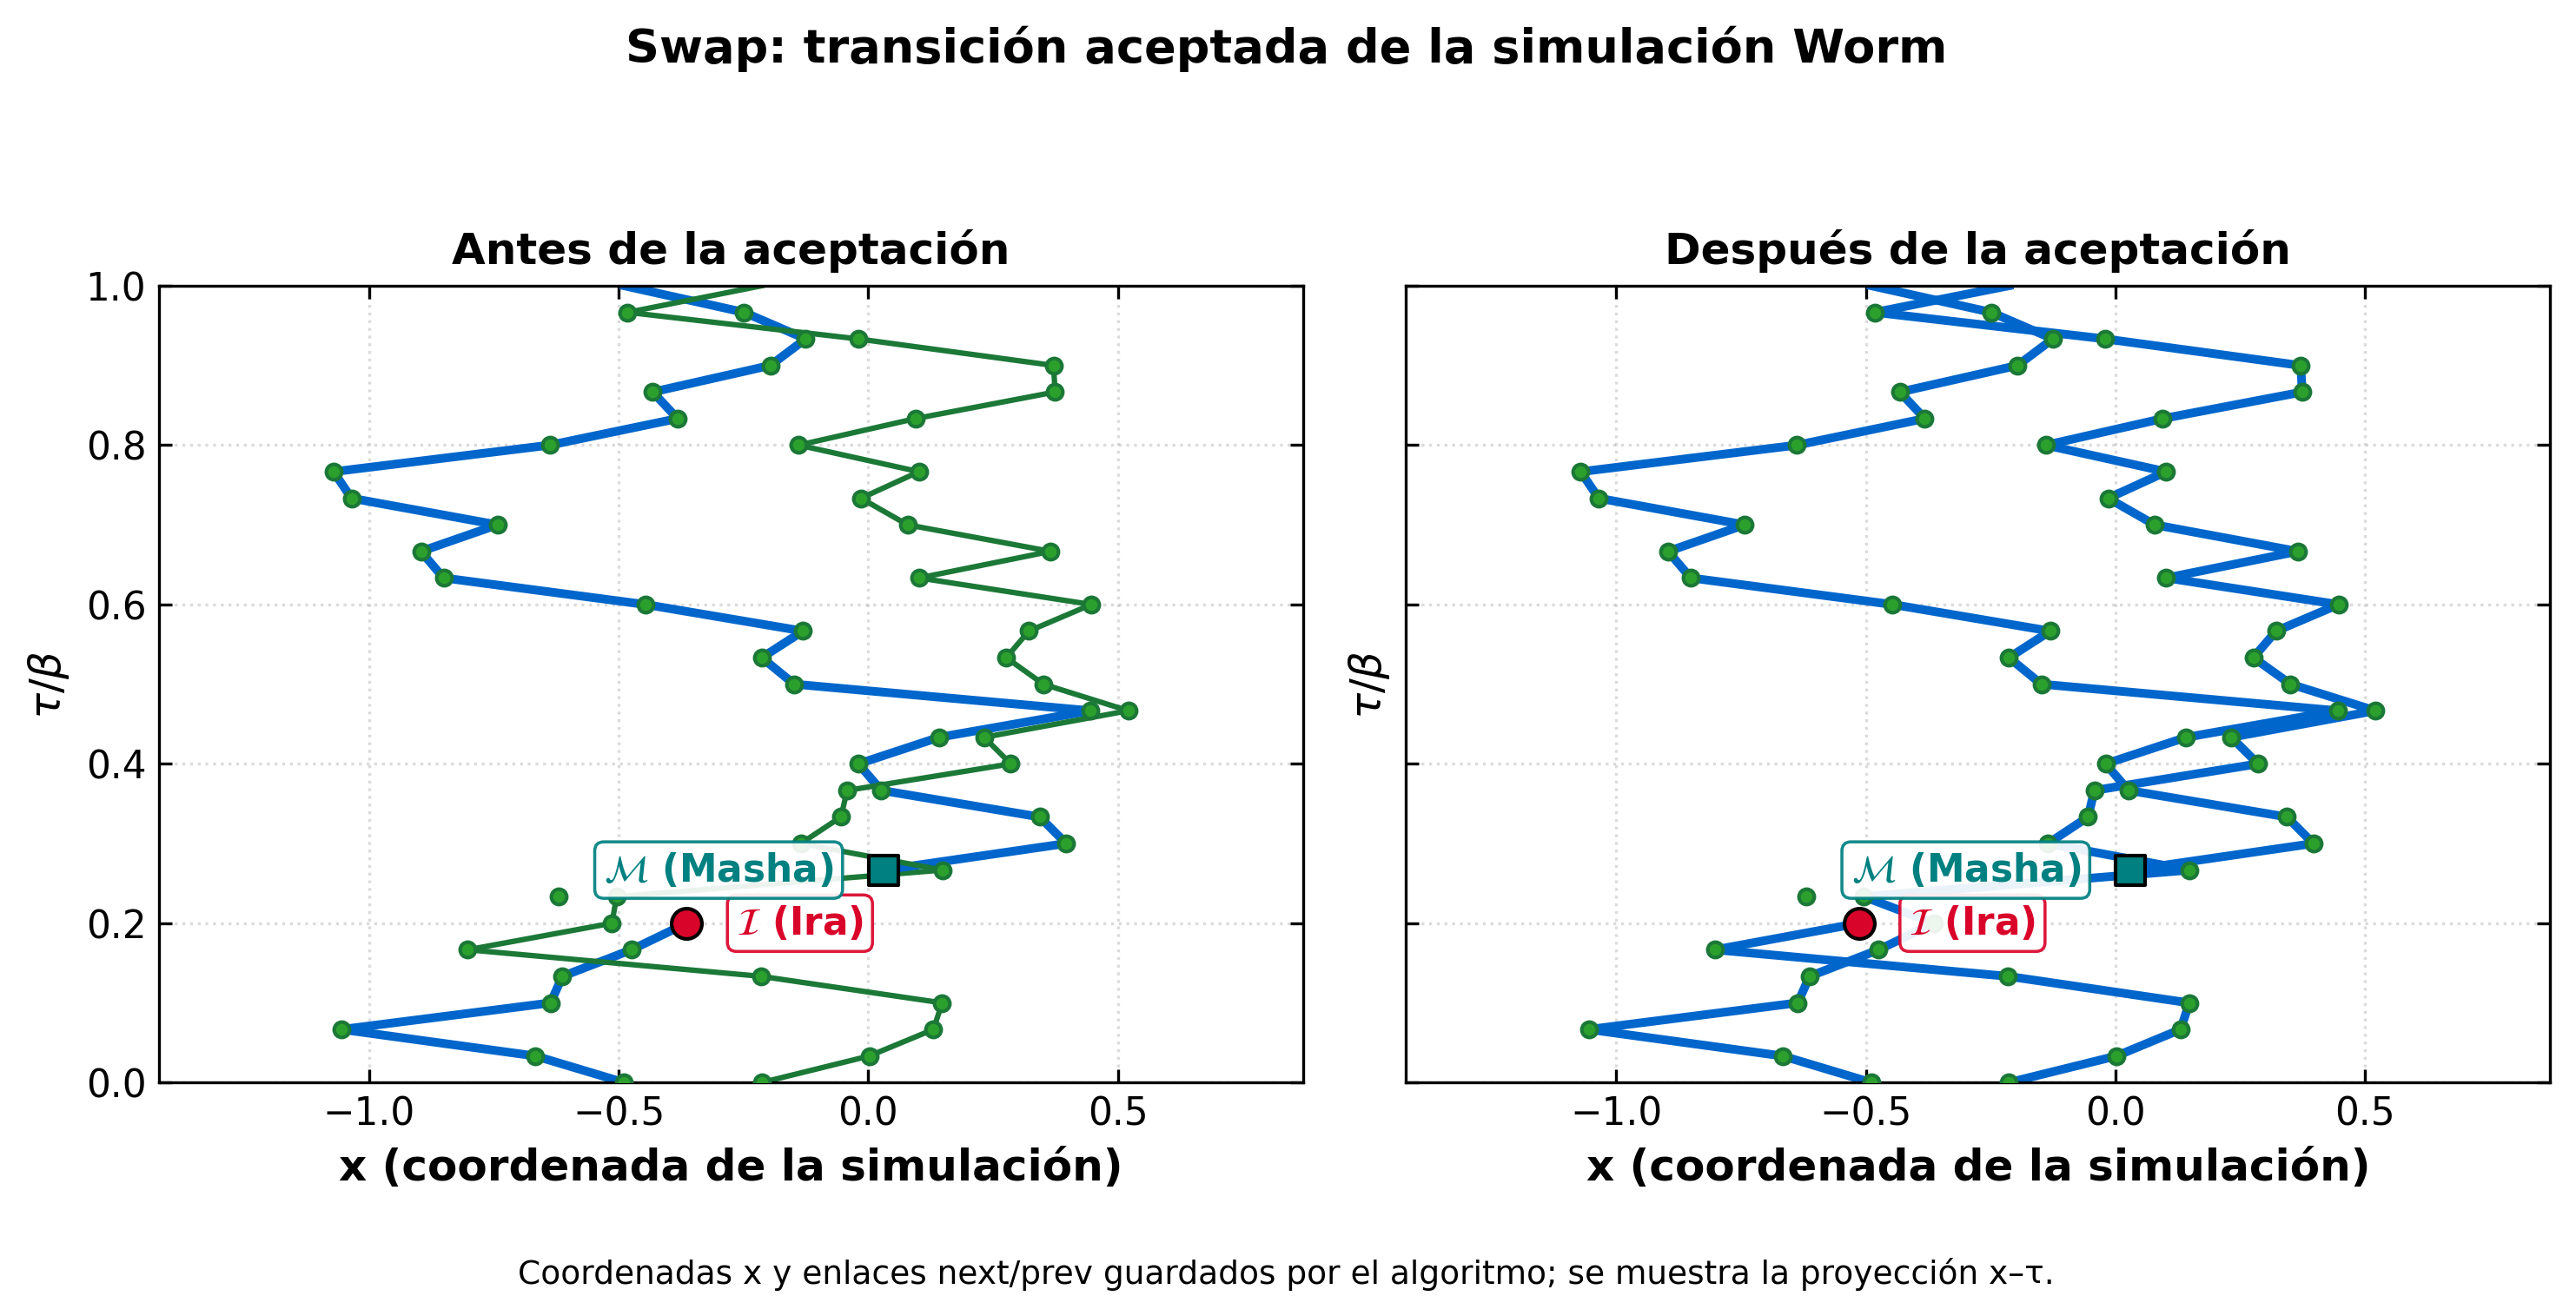 Swap: transición aceptada de la simulación Worm
Antes de la aceptación
Después de la aceptación
1.0
0.8
0.6
0.4
0.2
0.0
τ/β
τ/β
ℳ (Masha)
ℐ (Ira)
ℳ (Masha)
ℐ (Ira)
−1.0 −0.5 0.0 0.5
−1.0 −0.5 0.0 0.5
x (coordenada de la simulación)
x (coordenada de la simulación)
Coordenadas x y enlaces next/prev guardados por el algoritmo; se muestra la proyección x–τ.